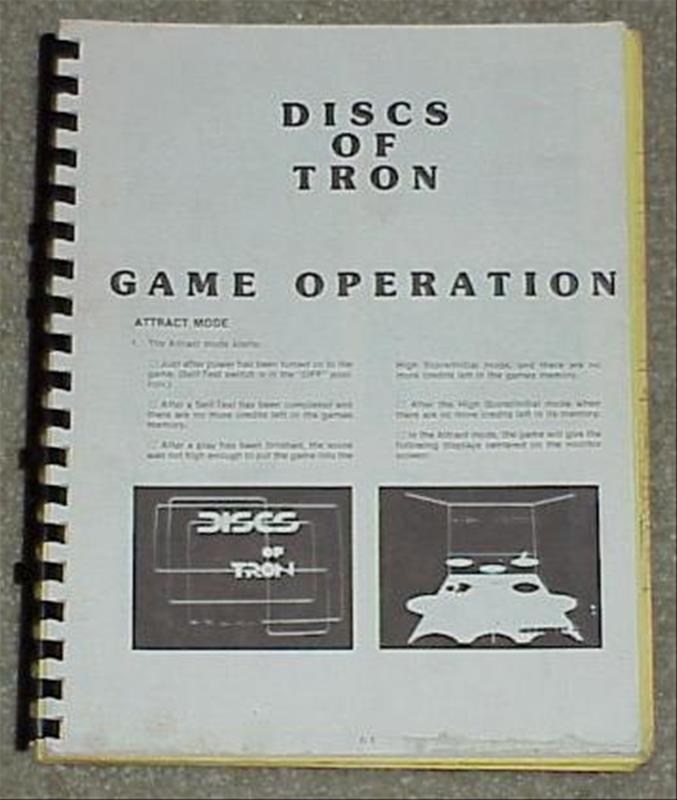 DISCS
OF
TRON
GAME OPERATION
ATTRACT MODE
1. The Attract mode starts:
Just after power has been turned on to the
game. (Self-Test switch is in the "OFF" posi-
tion.)
After a Self-Test has been completed and
there are no more credits left in the games
memory.
After a play has been finished, the score
was not high enough to put the game into the
High Score/Initial mode, and there are no
more credits left in the games memory.
After the High Score/Initial mode when
there are no more credits left in its memory.
In the Attract mode, the game will give the
following displays centered on the monitor
screen:
DISCS
OF
TRON